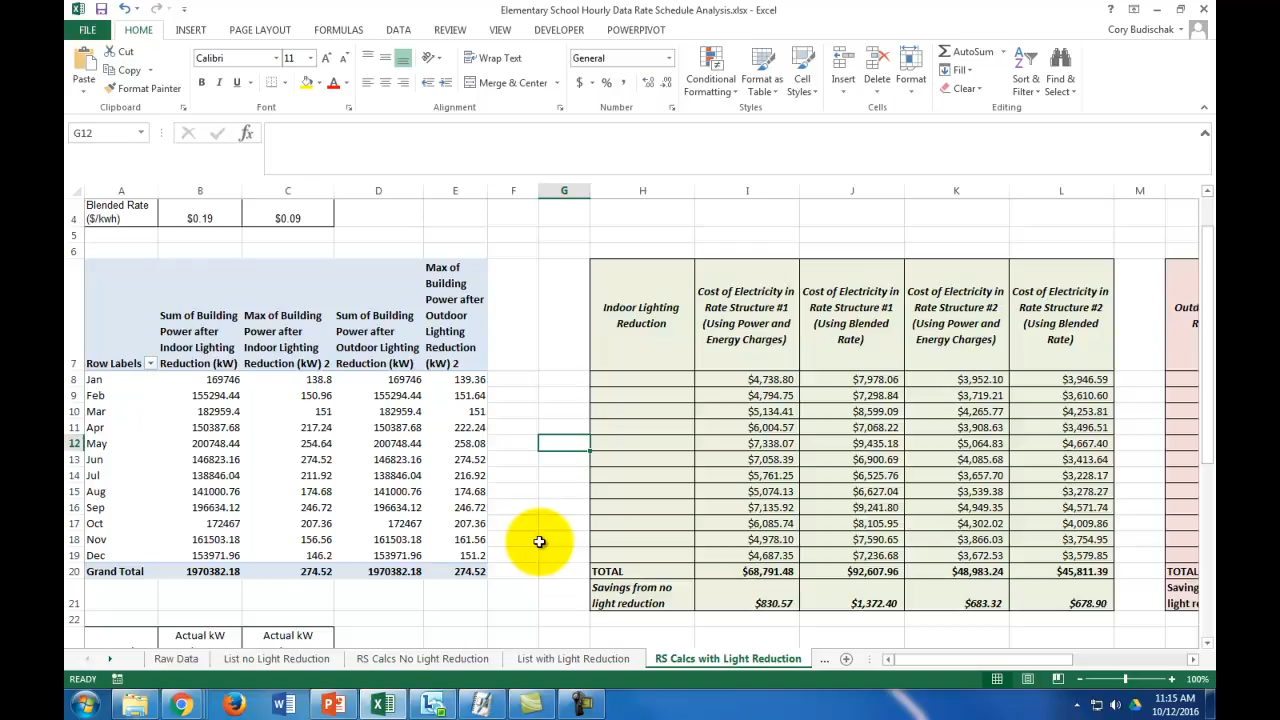 Elementary School Hourly Data Rate Schedule Analysis.xlsx - Excel
FILE HOME INSERT PAGE LAYOUT FORMULAS DATA REVIEW VIEW DEVELOPER POWERPIVOT Cory Budischak
Cut
Copy
Format Painter
Paste
Calibri 11
B I U
Wrap Text
Merge & Center
General
$ % ,
Conditional Formatting
Format as Table
Cell Styles
Insert Delete Format
AutoSum
Fill
Clear
Sort & Filter
Find & Select
Clipboard Font Alignment Number Styles Cells Editing
G12
A B C D E F G H I J K L M
4 Blended Rate ($/kwh) $0.19 $0.09
5
6
7 Row Labels
Sum of Building Power after Indoor Lighting Reduction (kW)
Max of Building Power after Indoor Lighting Reduction (kW) 2
Sum of Building Power after Outdoor Lighting Reduction (kW)
Max of Building Power after Outdoor Lighting Reduction (kW) 2
Indoor Lighting Reduction
Cost of Electricity in Rate Structure #1 (Using Power and Energy Charges)
Cost of Electricity in Rate Structure #1 (Using Blended Rate)
Cost of Electricity in Rate Structure #2 (Using Power and Energy Charges)
Cost of Electricity in Rate Structure #2 (Using Blended Rate)
8 Jan 169746 138.8 169746 139.36 $4,738.80 $7,978.06 $3,952.10 $3,946.59
9 Feb 155294.44 150.96 155294.44 151.64 $4,794.75 $7,298.84 $3,719.21 $3,610.60
10 Mar 182959.4 151 182959.4 151 $5,134.41 $8,599.09 $4,265.77 $4,253.81
11 Apr 150387.68 217.24 150387.68 222.24 $6,004.57 $7,068.22 $3,908.63 $3,496.51
12 May 200748.44 254.64 200748.44 258.08 $7,338.07 $9,435.18 $5,064.83 $4,667.40
13 Jun 146823.16 274.52 146823.16 274.52 $7,058.39 $6,900.69 $4,085.68 $3,413.64
14 Jul 138846.04 211.92 138846.04 216.92 $5,761.25 $6,525.76 $3,657.70 $3,228.17
15 Aug 141000.76 174.68 141000.76 174.68 $5,074.13 $6,627.04 $3,539.38 $3,278.27
16 Sep 196634.12 246.72 196634.12 246.72 $7,135.92 $9,241.80 $4,949.35 $4,571.74
17 Oct 172467 207.36 172467 207.36 $6,085.74 $8,105.95 $4,302.02 $4,009.86
18 Nov 161503.18 156.56 161503.18 161.56 $4,978.10 $7,590.65 $3,866.03 $3,754.95
19 Dec 153971.96 146.2 153971.96 151.2 $4,687.35 $7,236.68 $3,672.53 $3,579.85
20 Grand Total 1970382.18 274.52 1970382.18 274.52 TOTAL $68,791.48 $92,607.96 $48,983.24 $45,811.39 TOTAL
21 Savings from no light reduction $830.57 $1,372.40 $683.32 $678.90
22
Actual kW Actual kW
Raw Data List no Light Reduction RS Calcs No Light Reduction List with Light Reduction RS Calcs with Light Reduction ...
READY 100%
11:15 AM
10/12/2016